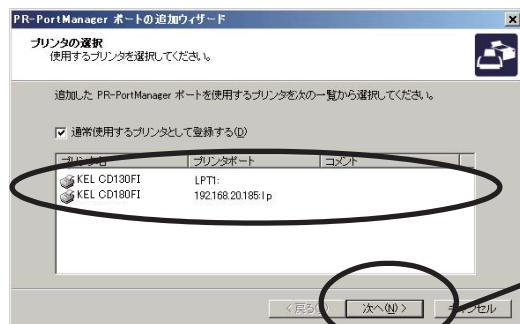 PR-PortManager ポートの追加ウィザード
プリンタの選択
使用するプリンタを選択してください。
追加した PR-PortManager ポートを使用するプリンタを次の一覧から選択してください。
通常使用するプリンタとして登録する(D)
プリンタ名 プリンタポート コメント
KEL CD130FI LPT1:
KEL CD180FI 192.168.20.185:lp
次へ(N) > キャンセル